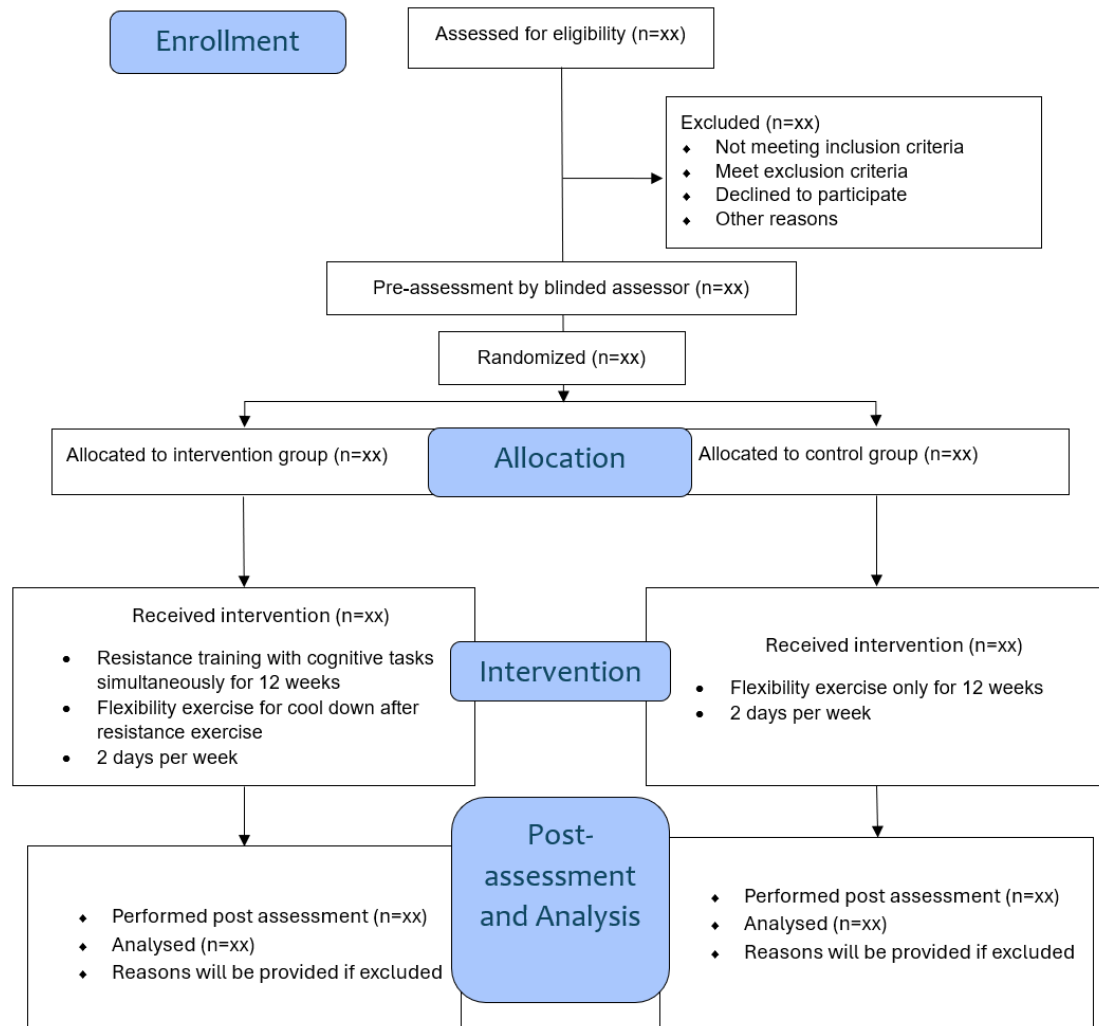 Enrollment
Assessed for eligibility (n=xx)
Excluded (n=xx)
⬧ Not meeting inclusion criteria
⬧ Meet exclusion criteria
⬧ Declined to participate
⬧ Other reasons
Pre-assessment by blinded assessor (n=xx)
Randomized (n=xx)
Allocated to intervention group (n=xx)
Allocation
Allocated to control group (n=xx)
Received intervention (n=xx)
• Resistance training with cognitive tasks
simultaneously for 12 weeks
• Flexibility exercise for cool down after
resistance exercise
• 2 days per week
Intervention
Received intervention (n=xx)
• Flexibility exercise only for 12 weeks
• 2 days per week
⬧ Performed post assessment (n=xx)
⬧ Analysed (n=xx)
⬧ Reasons will be provided if excluded
Post-
assessment
and Analysis
⬧ Performed post assessment (n=xx)
⬧ Analysed (n=xx)
⬧ Reasons will be provided if excluded